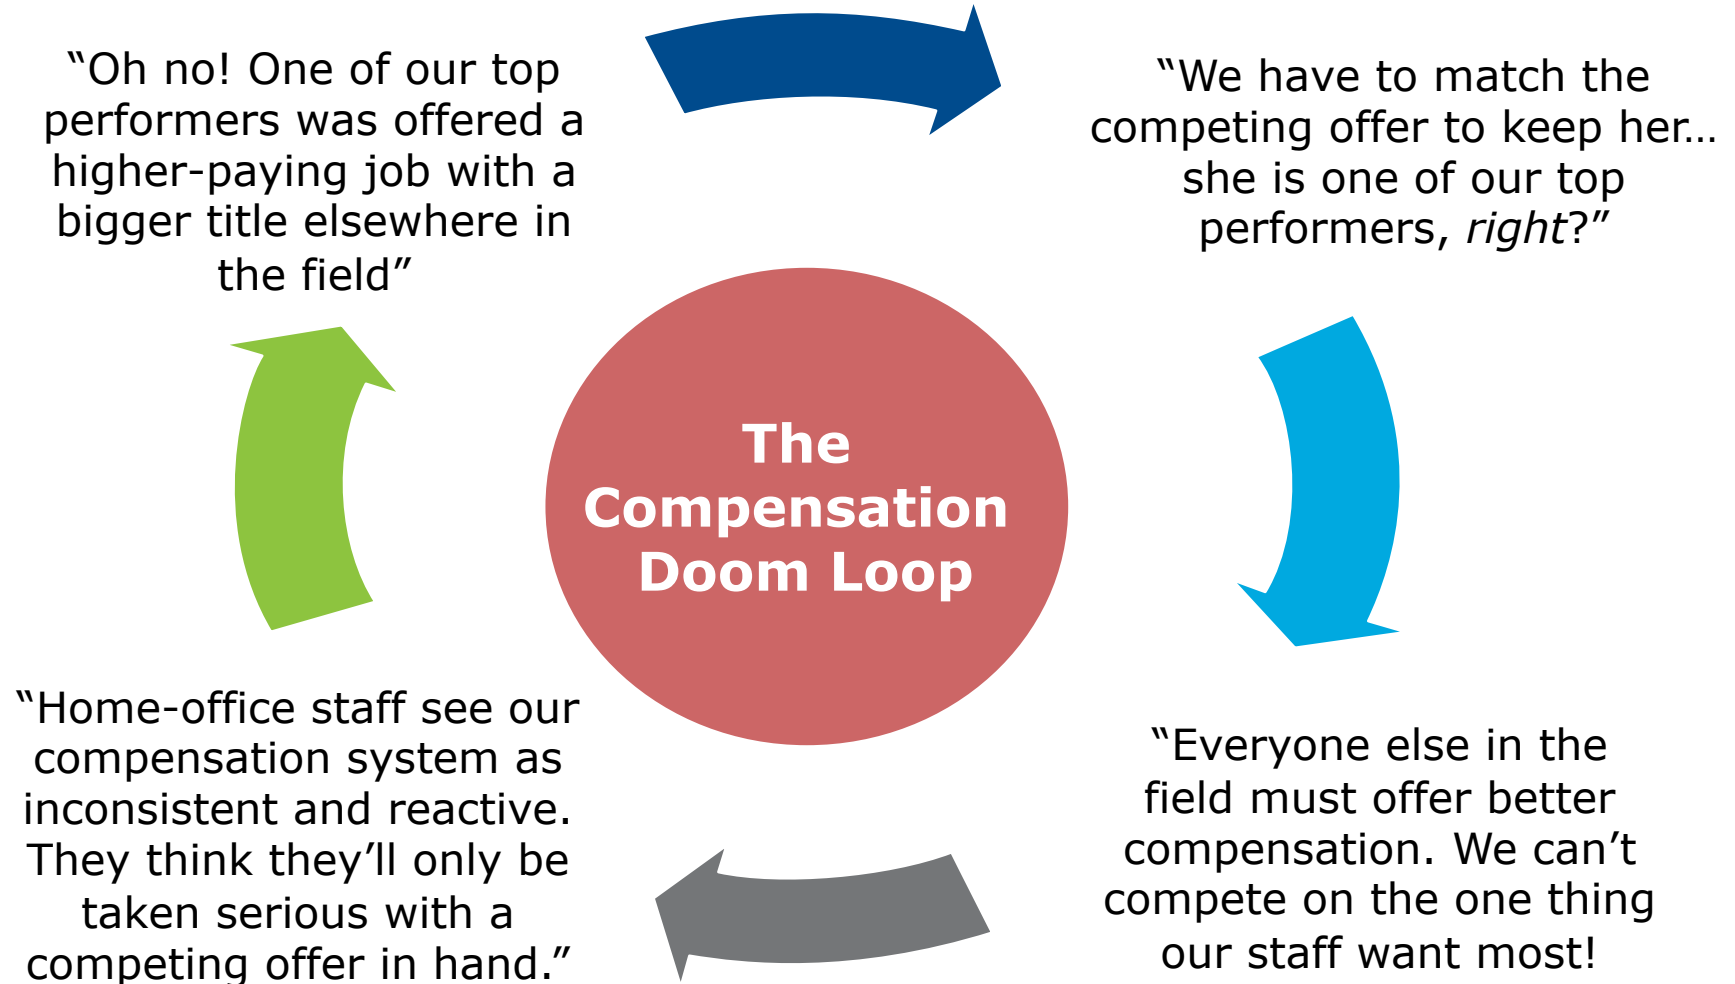 “Oh no! One of our top
performers was offered a
higher-paying job with a
bigger title elsewhere in
the field”
“We have to match the
competing offer to keep her…
she is one of our top
performers, right?”
The
Compensation
Doom Loop
“Everyone else in the
field must offer better
compensation. We can’t
compete on the one thing
our staff want most!
“Home-office staff see our
compensation system as
inconsistent and reactive.
They think they’ll only be
taken serious with a
competing offer in hand.”